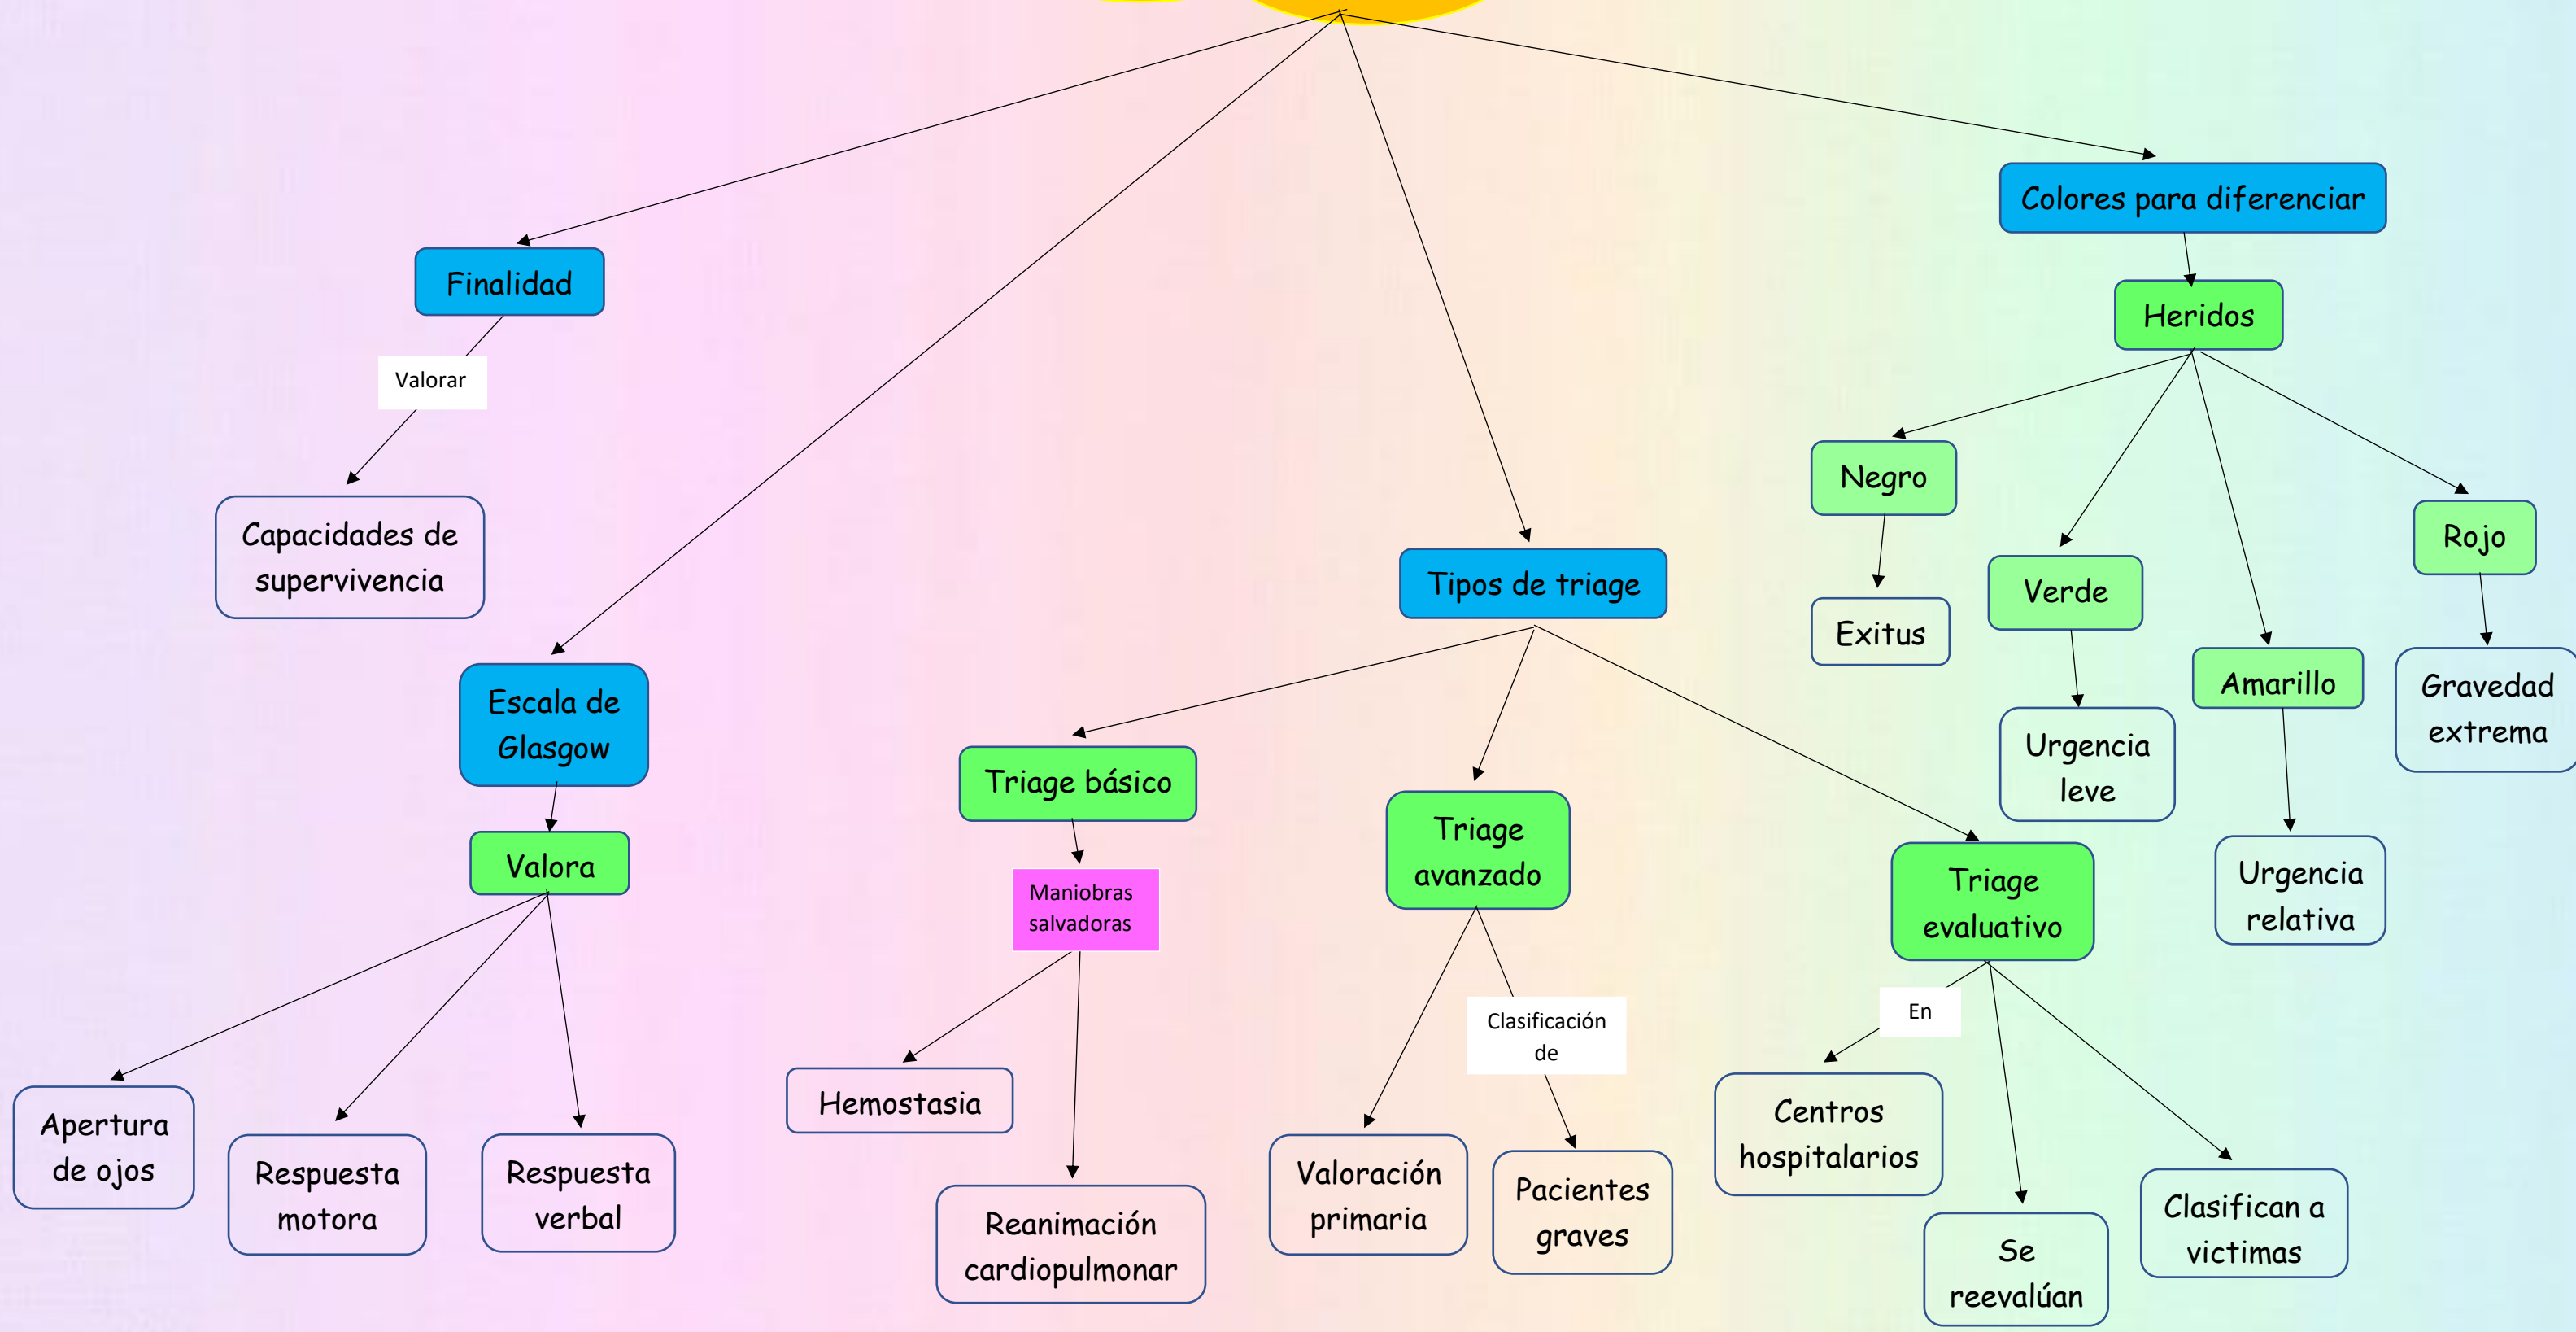 Colores para diferenciar
Finalidad
Heridos
Valorar
Negro
Capacidades de
supervivencia
Rojo
Tipos de triage
Verde
Exitus
Amarillo
Gravedad
extrema
Escala de
Glasgow
Urgencia
leve
Triage básico
Triage
avanzado
Valora
Urgencia
relativa
Triage
evaluativo
Maniobras
salvadoras
Clasificación
de
En
Hemostasia
Centros
hospitalarios
Apertura
de ojos
Respuesta
motora
Respuesta
verbal
Valoración
primaria
Pacientes
graves
Clasifican a
victimas
Reanimación
cardiopulmonar
Se
reevalúan